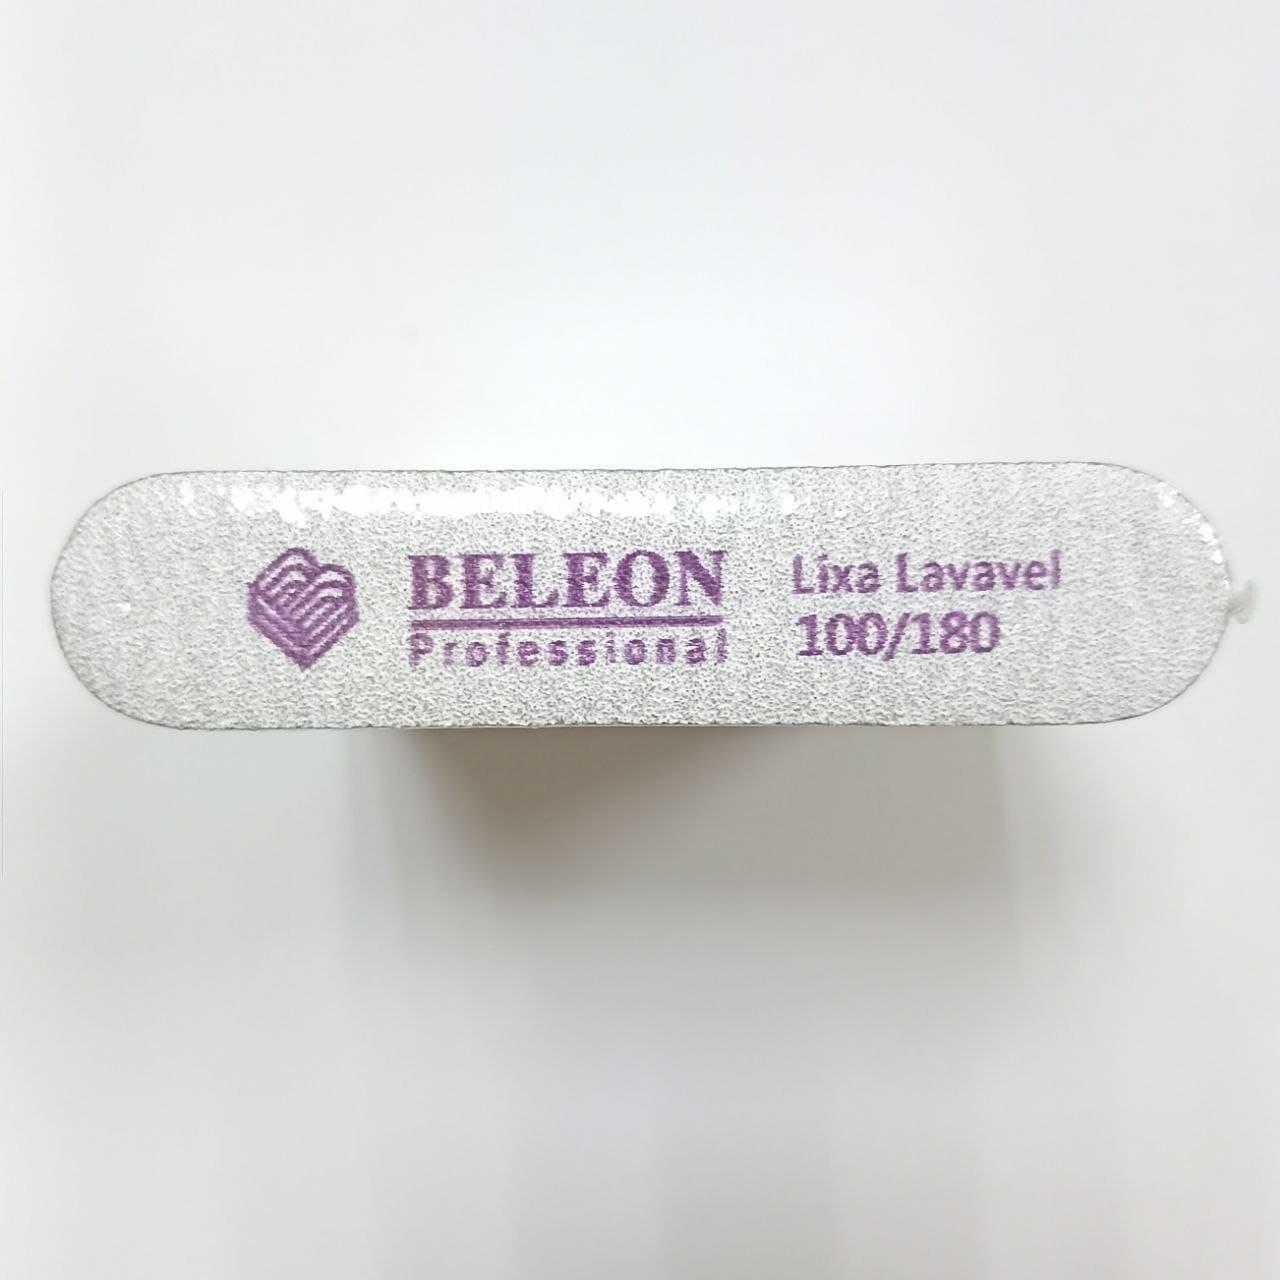 BELEON
Professional
Lixa Lavavel
100/180